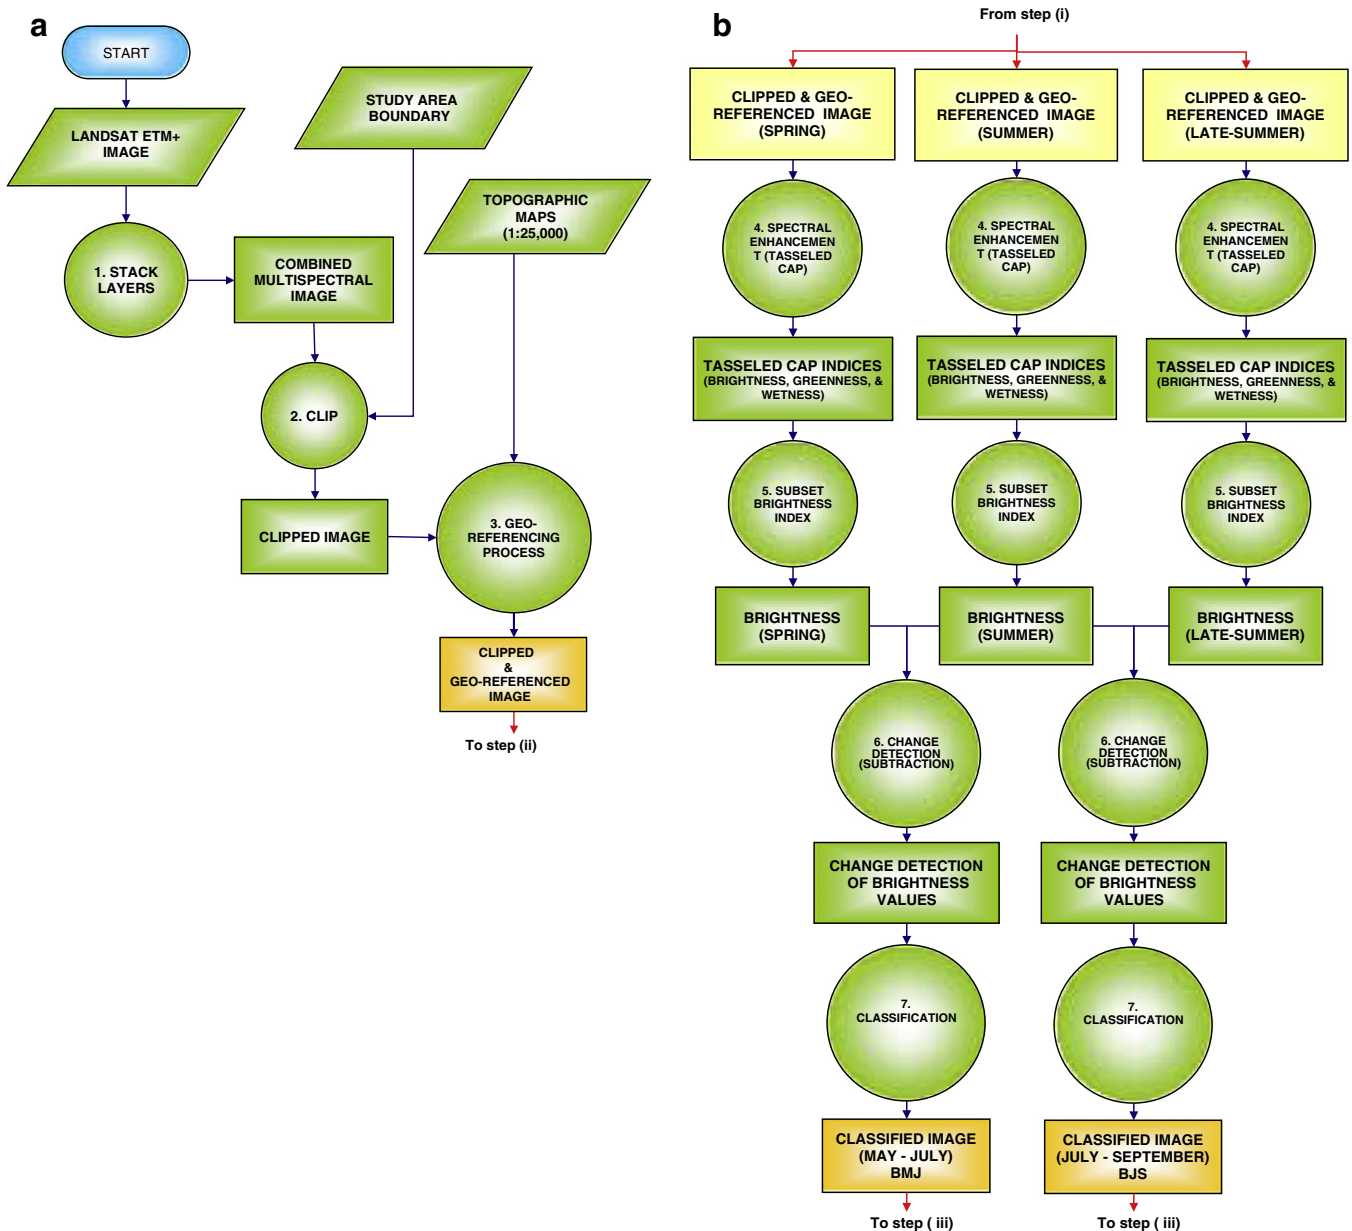 a
START
LANDSAT ETM+
IMAGE
STUDY AREA
BOUNDARY
TOPOGRAPHIC
MAPS
(1:25,000)
1. STACK
LAYERS
COMBINED
MULTISPECTRAL
IMAGE
2. CLIP
CLIPPED IMAGE
3. GEO-
REFERENCING
PROCESS
CLIPPED
&
GEO-REFERENCED
IMAGE
To step (ii)
b
From step (i)
CLIPPED & GEO-
REFERENCED IMAGE
(SPRING)
CLIPPED & GEO-
REFERENCED IMAGE
(SUMMER)
CLIPPED & GEO-
REFERENCED IMAGE
(LATE-SUMMER)
4. SPECTRAL
ENHANCEMEN
T (TASSELED
CAP)
4. SPECTRAL
ENHANCEMEN
T (TASSELED
CAP)
4. SPECTRAL
ENHANCEMEN
T (TASSELED
CAP)
TASSELED CAP INDICES
(BRIGHTNESS, GREENNESS, &
WETNESS)
TASSELED CAP INDICES
(BRIGHTNESS, GREENNESS, &
WETNESS)
TASSELED CAP INDICES
(BRIGHTNESS, GREENNESS, &
WETNESS)
5. SUBSET
BRIGHTNESS
INDEX
5. SUBSET
BRIGHTNESS
INDEX
5. SUBSET
BRIGHTNESS
INDEX
BRIGHTNESS
(SPRING)
BRIGHTNESS
(SUMMER)
BRIGHTNESS
(LATE-SUMMER)
6. CHANGE
DETECTION
(SUBTRACTION)
6. CHANGE
DETECTION
(SUBTRACTION)
CHANGE DETECTION
OF BRIGHTNESS
VALUES
CHANGE DETECTION
OF BRIGHTNESS
VALUES
7.
CLASSIFICATION
7.
CLASSIFICATION
CLASSIFIED IMAGE
(MAY - JULY)
BMJ
CLASSIFIED IMAGE
(JULY - SEPTEMBER)
BJS
To step ( iii)
To step ( iii)